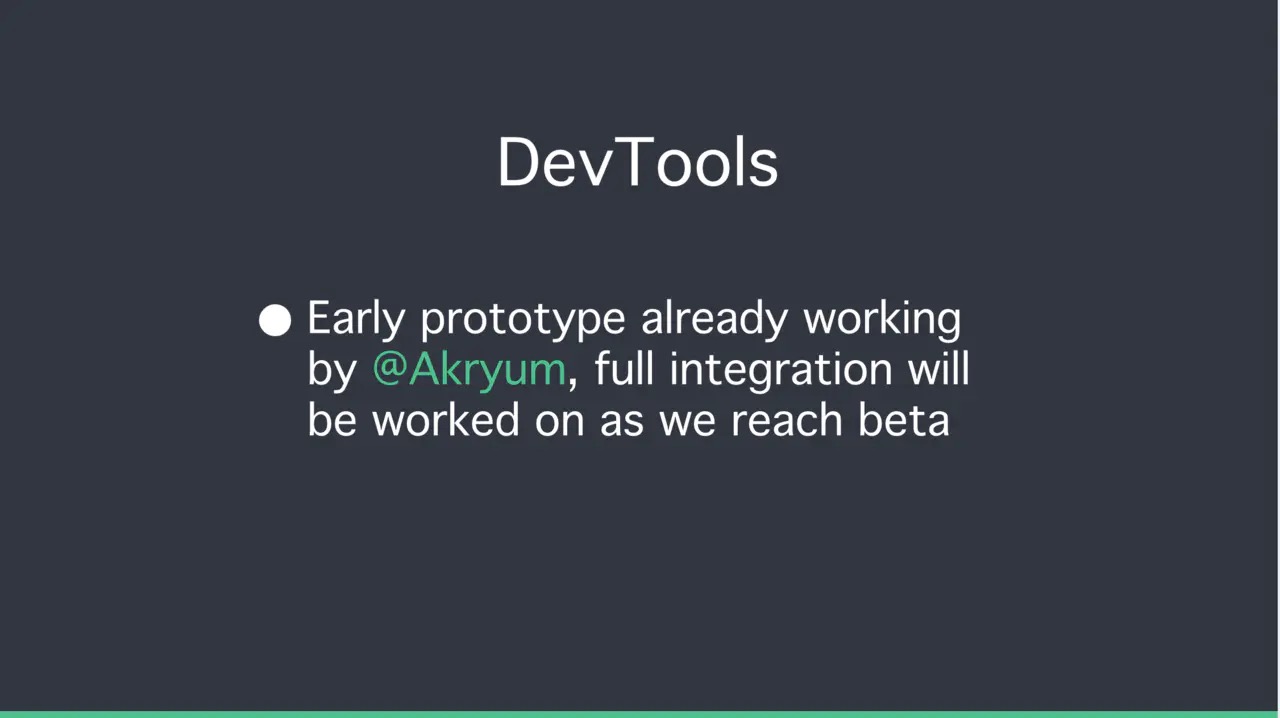 DevTools
Early prototype already working
by @Akryum, full integration will
be worked on as we reach beta